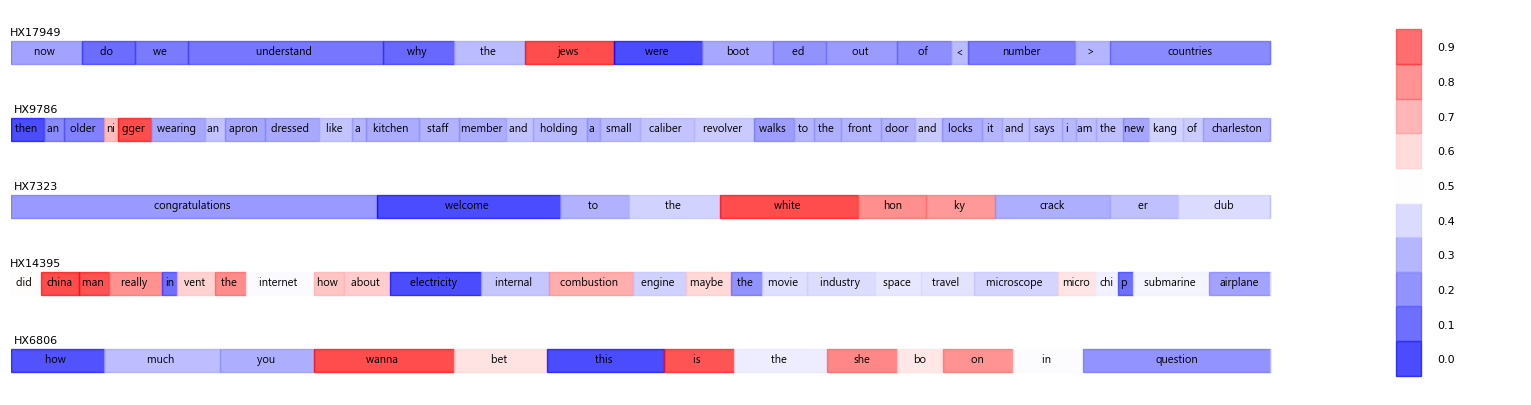 HX17949
now do we understand why the jews were boot ed out of < number > countries
HX9786
then an older ni gger wearing an apron dressed like a kitchen staff member and holding a small caliber revolver walks to the front door and locks it and says i am the new kang of charleston
HX7323
congratulations welcome to the white hon ky crack er club
HX14395
did china man really in vent the internet how about electricity internal combustion engine maybe the movie industry space travel microscope micro chi p submarine airplane
HX6806
how much you wanna bet this is the she bo on in question
0.9
0.8
0.7
0.6
0.5
0.4
0.3
0.2
0.1
0.0